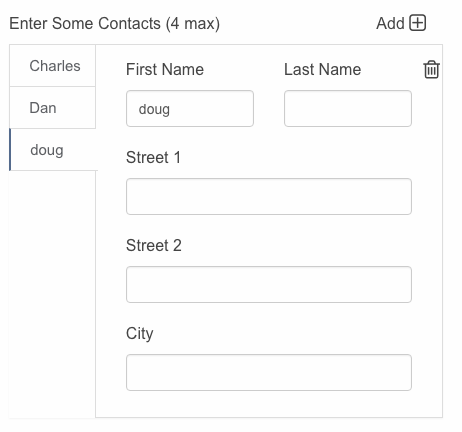 Enter Some Contacts (4 max) Add
Charles
Dan
doug
First Name Last Name
doug
Street 1
Street 2
City